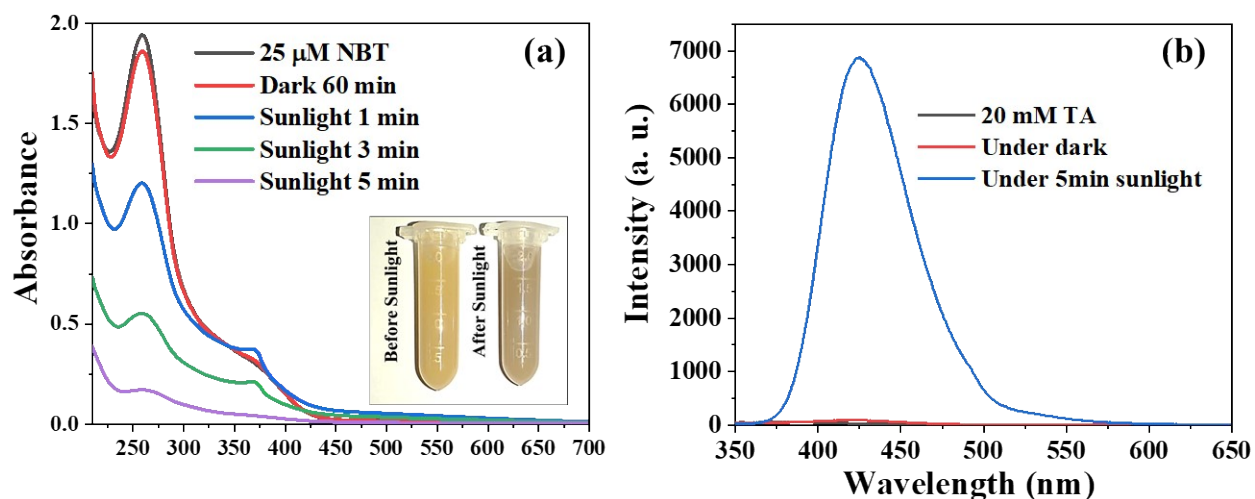 (a)
25 μM NBT
Dark 60 min
Sunlight 1 min
Sunlight 3 min
Sunlight 5 min
Before Sunlight
After Sunlight
Absorbance
2.0
1.5
1.0
0.5
0.0
250 300 350 400 450 500 550 600 650 700
(b)
20 mM TA
Under dark
Under 5min sunlight
Intensity (a. u.)
7000
6000
5000
4000
3000
2000
1000
0
350 400 450 500 550 600 650
Wavelength (nm)